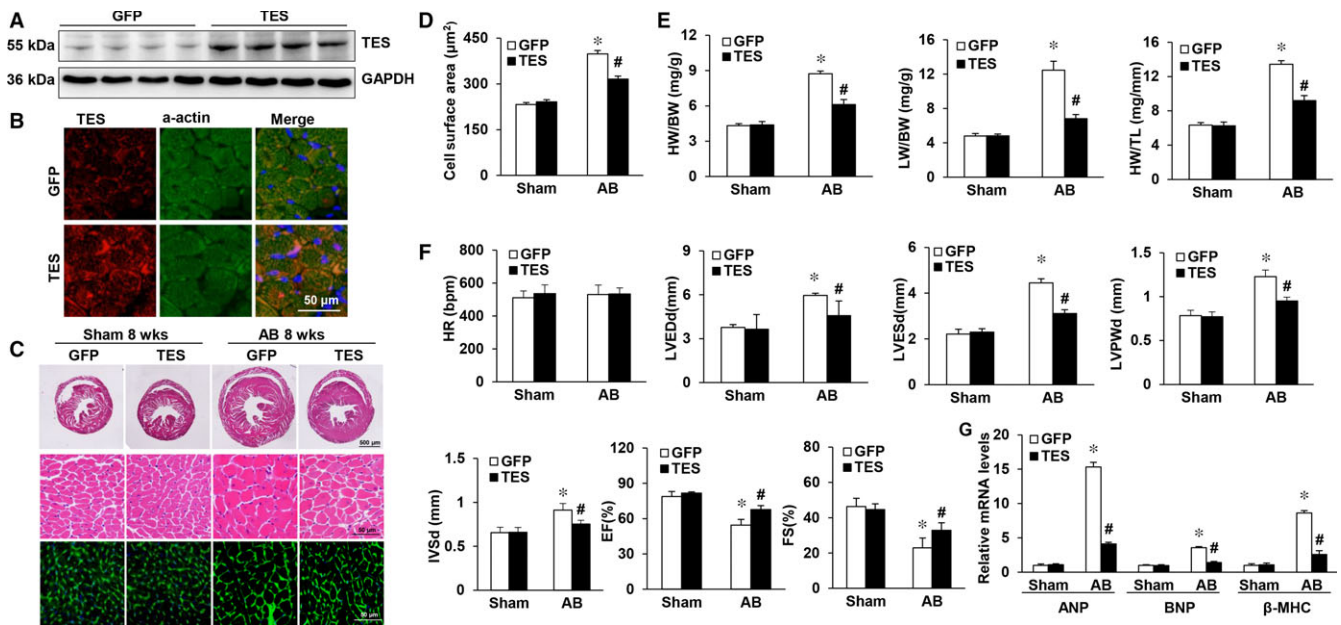 A
GFP
TES
55 kDa
TES
36 kDa
GAPDH
B
TES
a-actin
Merge
GFP
TES
50 µm
C
Sham 8 wks
AB 8 wks
GFP
TES
GFP
TES
500 µm
50 µm
50 µm
D
Cell surface area (µm²)
450
300
150
0
GFP
TES
*
#
Sham
AB
E
HW/BW (mg/g)
12
9
6
3
0
GFP
TES
*
#
Sham
AB
LW/BW (mg/g)
16
12
8
4
0
GFP
TES
*
#
Sham
AB
HW/TL (mg/mm)
16
12
8
4
0
GFP
TES
*
#
Sham
AB
F
HR (bpm)
800
600
400
200
0
GFP
TES
Sham
AB
LVEDd(mm)
9
6
3
0
GFP
TES
*
#
Sham
AB
LVESd(mm)
6
4
2
0
GFP
TES
*
#
Sham
AB
LVPWd(mm)
1.5
1
0.5
0
GFP
TES
*
#
Sham
AB
IVSd(mm)
1.5
1
0.5
0
GFP
TES
*
#
Sham
AB
EF(%)
120
90
60
30
0
GFP
TES
*
#
Sham
AB
FS(%)
80
60
40
20
0
GFP
TES
*
#
Sham
AB
G
Relative mRNA levels
20
15
10
5
0
GFP
TES
*
#
*
#
*
#
Sham
AB
Sham
AB
Sham
AB
ANP
BNP
β-MHC